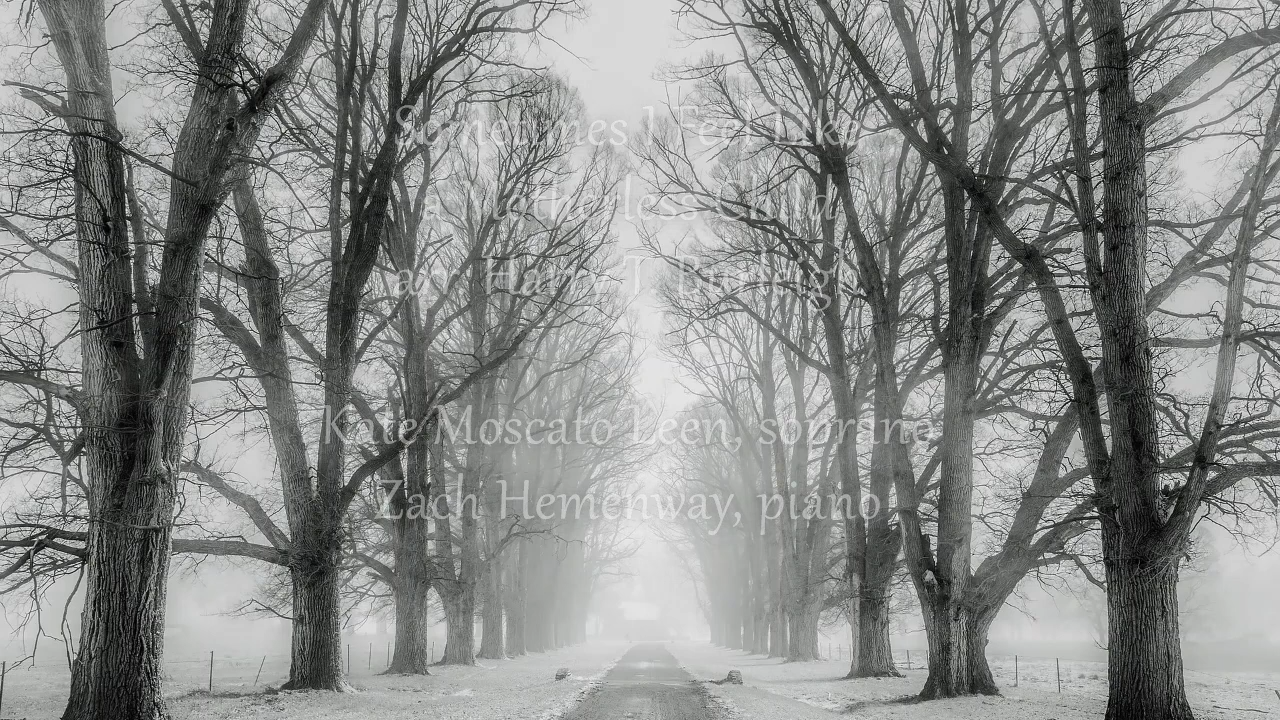 Sometimes I Feel Like
a Motherless Child
arr. Harry T. Burleigh
Kate Moscato Leen, soprano
Zach Hemenway, piano